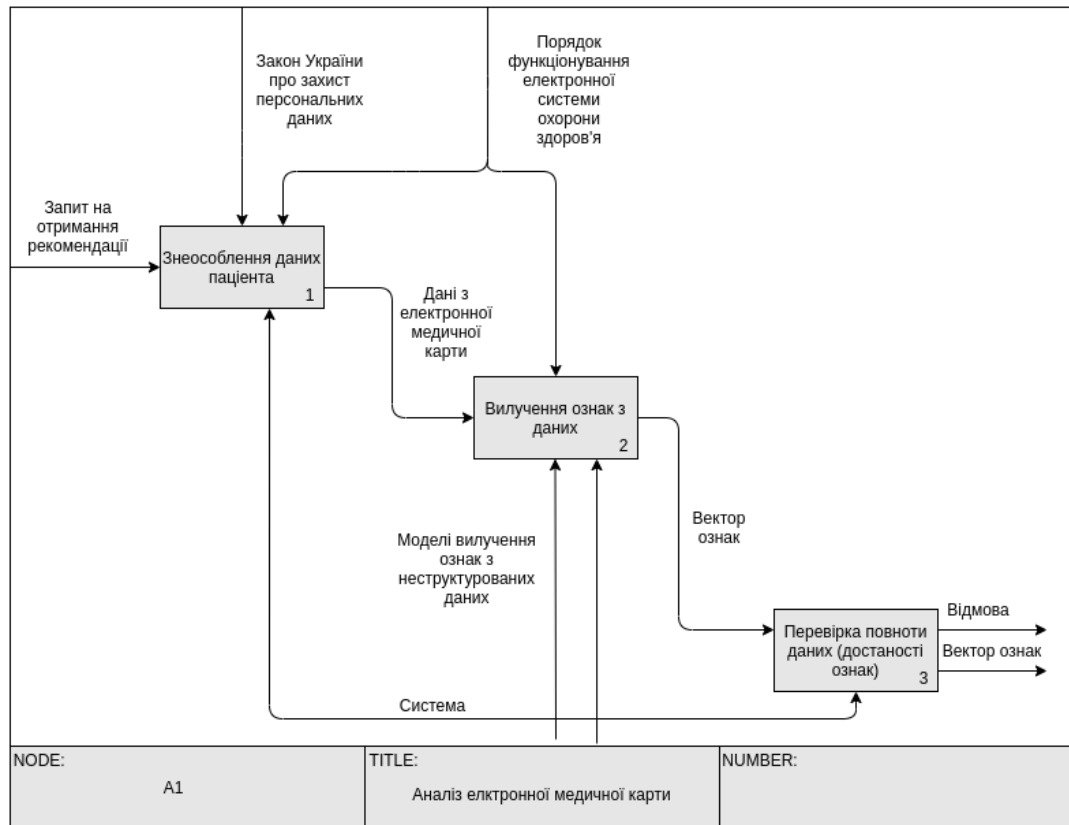 Закон України
про захист
персональних
даних
Порядок
функціонування
електронної
системи
охорони
здоров'я
Запит на
отримання
рекомендації
Знеособлення даних
пацієнта
1
Дані з
електронної
медичної
карти
Вилучення ознак з
даних
2
Моделі вилучення
ознак з
неструктурованих
даних
Вектор
ознак
Перевірка повноти
даних (достаності
ознак)
3
Відмова
Вектор ознак
Система
NODE:
A1
TITLE:
Аналіз елктронної медичної карти
NUMBER: